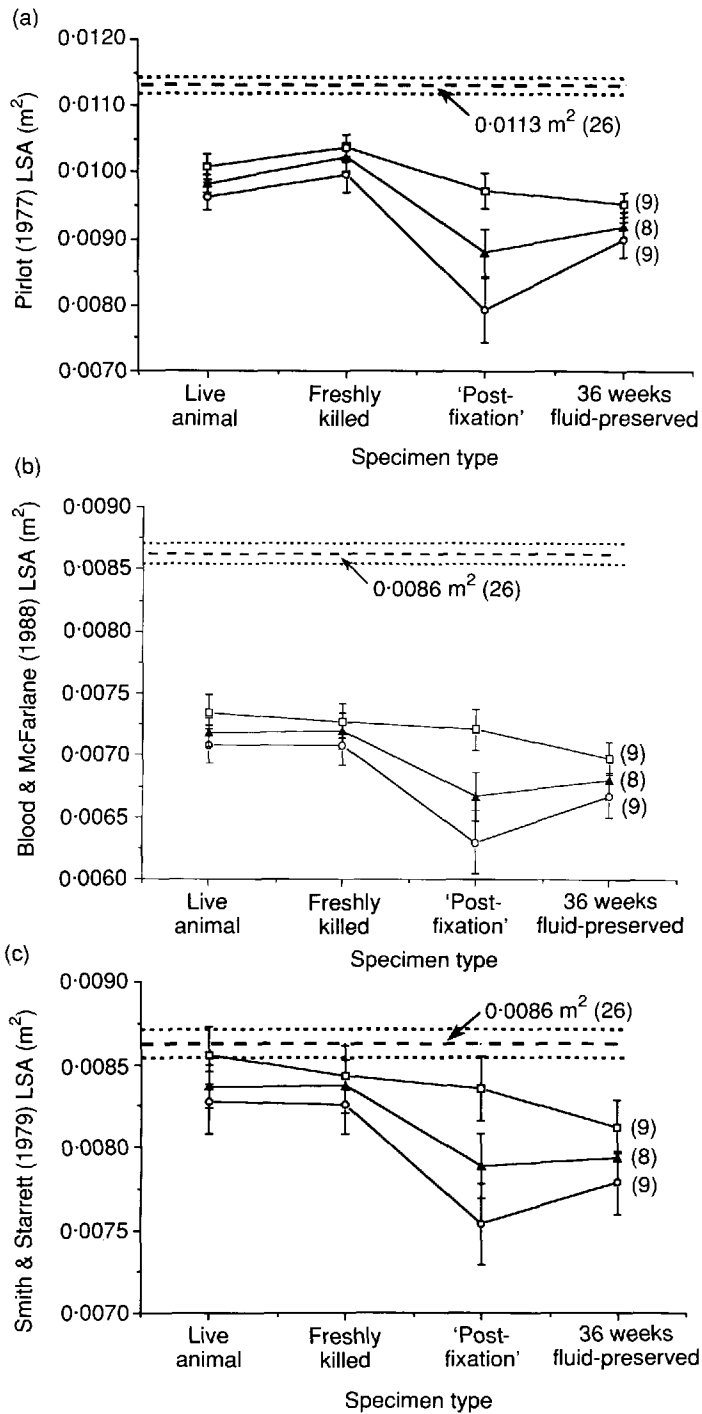 (a)
Pirlot (1977) LSA (m²)
0·0120
0·0110
0·0100
0·0090
0·0080
0·0070
0·0113 m² (26)
(9)
(8)
(9)
Live animal
Freshly killed
‘Post-fixation’
36 weeks fluid-preserved
Specimen type
(b)
Blood & McFarlane (1988) LSA (m²)
0·0090
0·0085
0·0080
0·0075
0·0070
0·0065
0·0060
0·0086 m² (26)
(9)
(8)
(9)
Live animal
Freshly killed
‘Post-fixation’
36 weeks fluid-preserved
Specimen type
(c)
Smith & Starrett (1979) LSA (m²)
0·0090
0·0085
0·0080
0·0075
0·0070
0·0086 m² (26)
(9)
(8)
(9)
Live animal
Freshly killed
‘Post-fixation’
36 weeks fluid-preserved
Specimen type